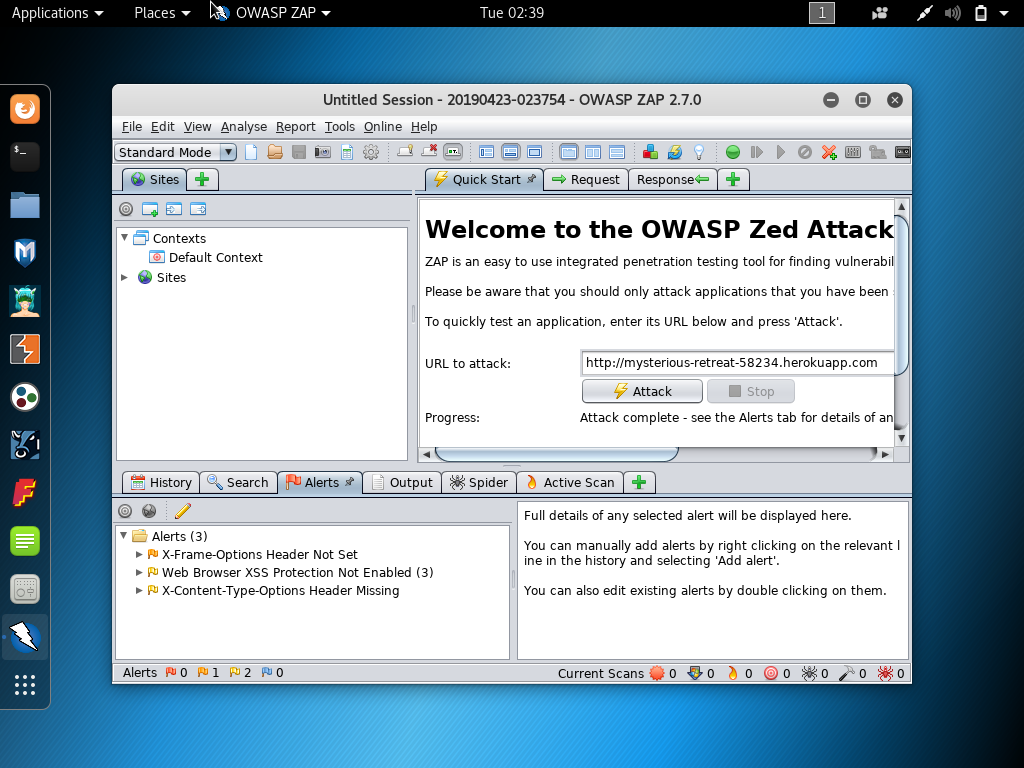 Applications Places OWASP ZAP Tue 02:39 1
Untitled Session - 20190423-023754 - OWASP ZAP 2.7.0
File Edit View Analyse Report Tools Online Help
Standard Mode
Sites Quick Start Request Response
Welcome to the OWASP Zed Attack
ZAP is an easy to use integrated penetration testing tool for finding vulnerabil
Contexts
Default Context
Sites
Please be aware that you should only attack applications that you have been
To quickly test an application, enter its URL below and press 'Attack'.
URL to attack: http://mysterious-retreat-58234.herokuapp.com
Attack Stop
Progress: Attack complete - see the Alerts tab for details of an
History Search Alerts Output Spider Active Scan
Alerts (3)
X-Frame-Options Header Not Set
Web Browser XSS Protection Not Enabled (3)
X-Content-Type-Options Header Missing
Full details of any selected alert will be displayed here.
You can manually add alerts by right clicking on the relevant l
ine in the history and selecting 'Add alert'.
You can also edit existing alerts by double clicking on them.
Alerts 0 1 2 0 Current Scans 0 0 0 0 0 0 0